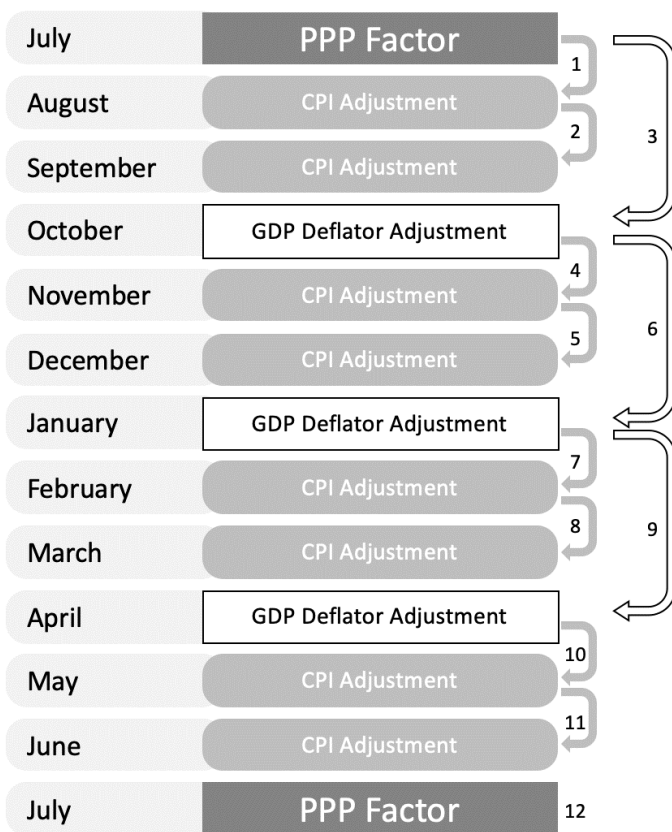 July PPP Factor
1
August CPI Adjustment
2
3
September CPI Adjustment
October GDP Deflator Adjustment
4
November CPI Adjustment
5
6
December CPI Adjustment
January GDP Deflator Adjustment
7
February CPI Adjustment
8
9
March CPI Adjustment
April GDP Deflator Adjustment
10
May CPI Adjustment
11
June CPI Adjustment
July PPP Factor 12